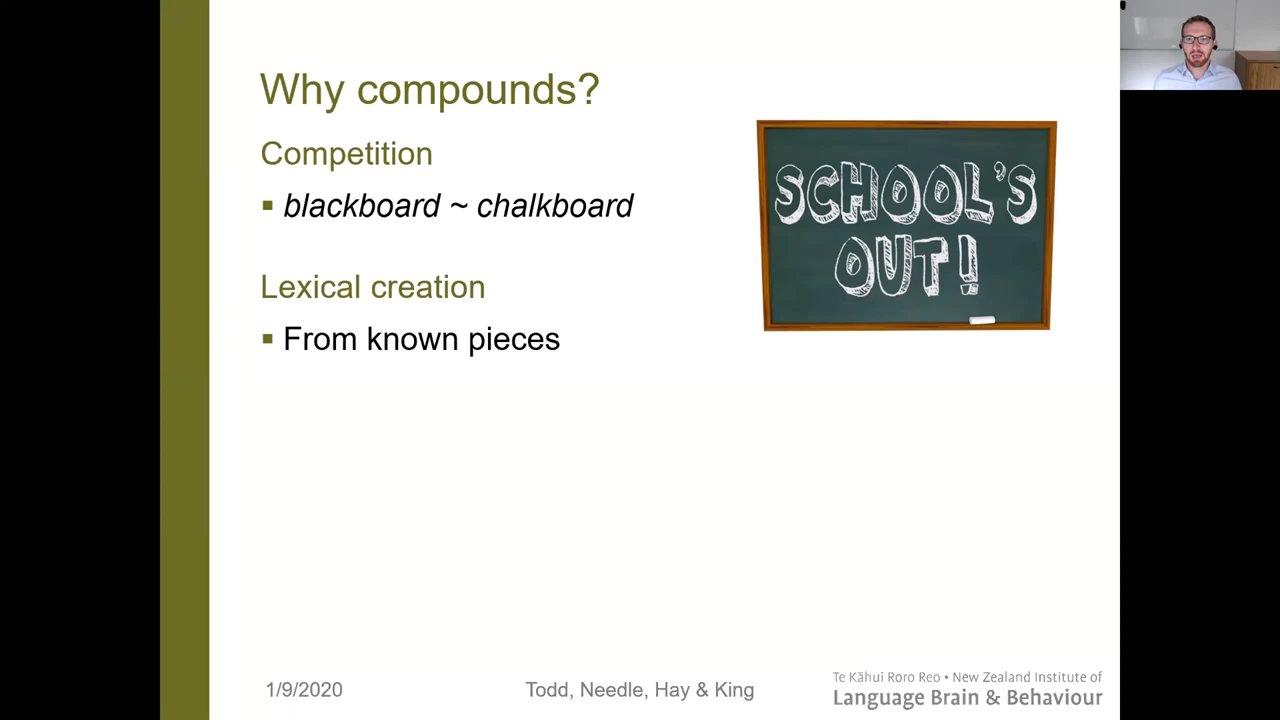 Why compounds?
Competition
▪ blackboard ~ chalkboard
SCHOOL'S
OUT!
Lexical creation
▪ From known pieces
1/9/2020
Todd, Needle, Hay & King
Te Kāhui Roro Reo • New Zealand Institute of
Language Brain & Behaviour